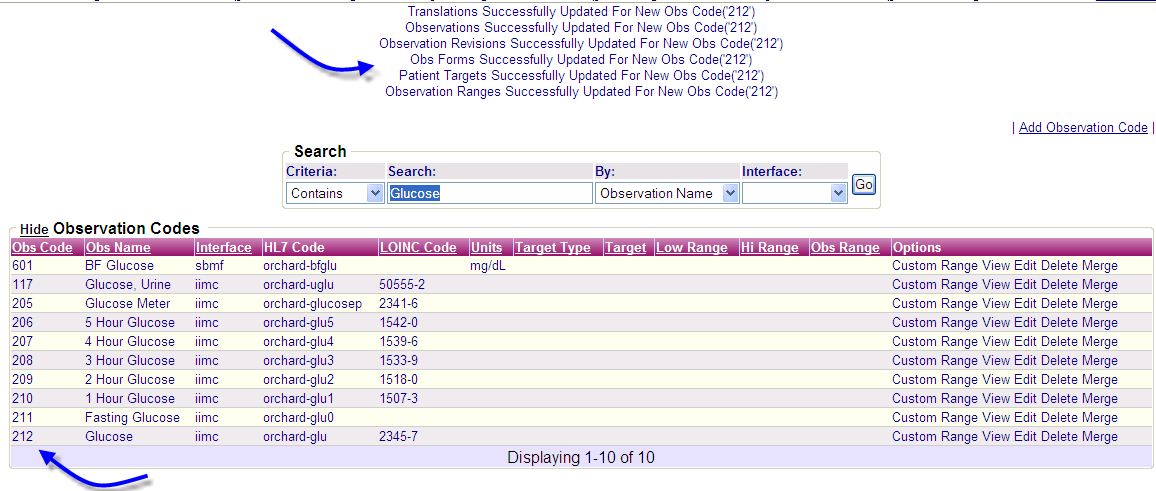 Translations Successfully Updated For New Obs Code('212')
Observations Successfully Updated For New Obs Code('212')
Observation Revisions Successfully Updated For New Obs Code('212')
Obs Forms Successfully Updated For New Obs Code('212')
Patient Targets Successfully Updated For New Obs Code('212')
Observation Ranges Successfully Updated For New Obs Code('212')
| Add Observation Code |
Search
Criteria: Search: By: Interface:
Contains Glucose Observation Name Go
Hide Observation Codes
Obs Code Obs Name Interface HL7 Code LOINC Code Units Target Type Target Low Range Hi Range Obs Range Options
601 BF Glucose sbmf orchard-bfglu mg/dL Custom Range View Edit Delete Merge
117 Glucose, Urine iimc orchard-uglu 50555-2 Custom Range View Edit Delete Merge
205 Glucose Meter iimc orchard-glucosep 2341-6 Custom Range View Edit Delete Merge
206 5 Hour Glucose iimc orchard-glu5 1542-0 Custom Range View Edit Delete Merge
207 4 Hour Glucose iimc orchard-glu4 1539-6 Custom Range View Edit Delete Merge
208 3 Hour Glucose iimc orchard-glu3 1533-9 Custom Range View Edit Delete Merge
209 2 Hour Glucose iimc orchard-glu2 1518-0 Custom Range View Edit Delete Merge
210 1 Hour Glucose iimc orchard-glu1 1507-3 Custom Range View Edit Delete Merge
211 Fasting Glucose iimc orchard-glu0 Custom Range View Edit Delete Merge
212 Glucose iimc orchard-glu 2345-7 Custom Range View Edit Delete Merge
Displaying 1-10 of 10